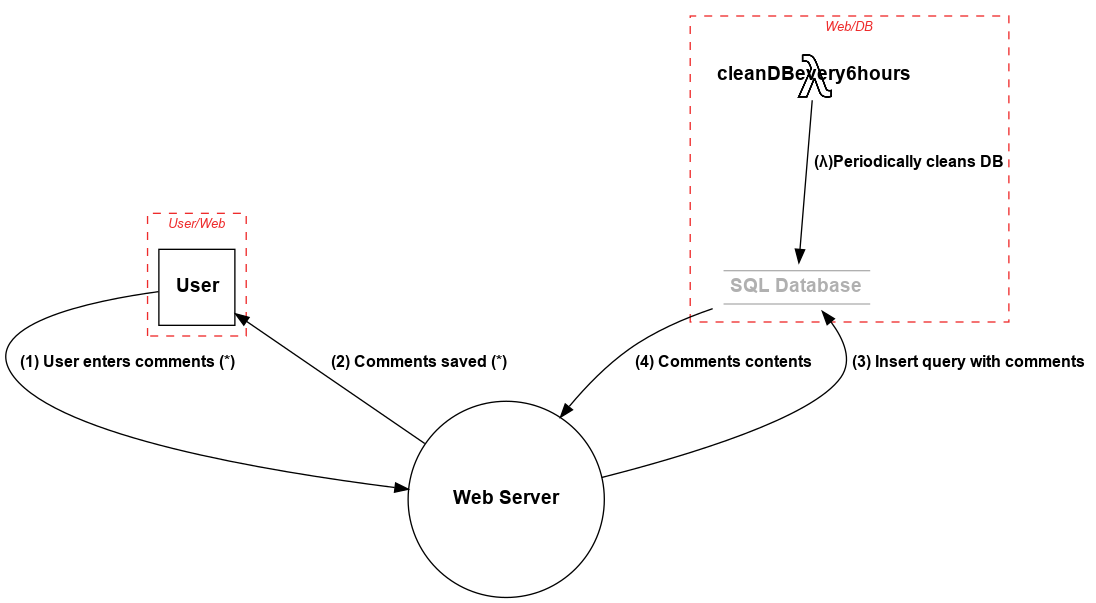 Web/DB
cleanDBevery6hours
(λ)Periodically cleans DB
User/Web
User
SQL Database
(1) User enters comments (*)
(2) Comments saved (*)
(4) Comments contents
(3) Insert query with comments
Web Server